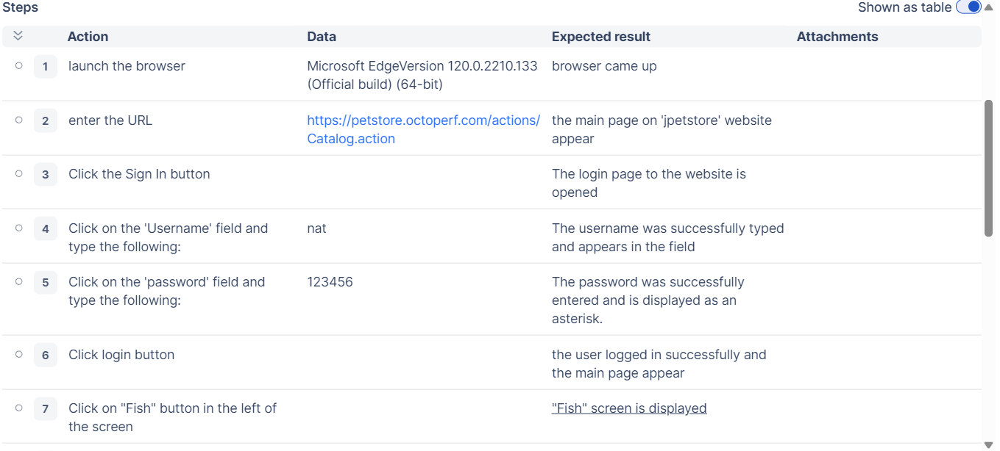 Steps
Shown as table
Action Data Expected result Attachments
1 launch the browser Microsoft EdgeVersion 120.0.2210.133 browser came up
(Official build) (64-bit)
2 enter the URL https://petstore.octoperf.com/actions/ the main page on 'jpetstore' website
Catalog.action appear
3 Click the Sign In button The login page to the website is
opened
4 Click on the 'Username' field and nat The username was successfully typed
type the following: and appears in the field
5 Click on the 'password' field and 123456 The password was successfully
type the following: entered and is displayed as an
asterisk.
6 Click login button the user logged in successfully and
the main page appear
7 Click on "Fish" button in the left of "Fish" screen is displayed
the screen